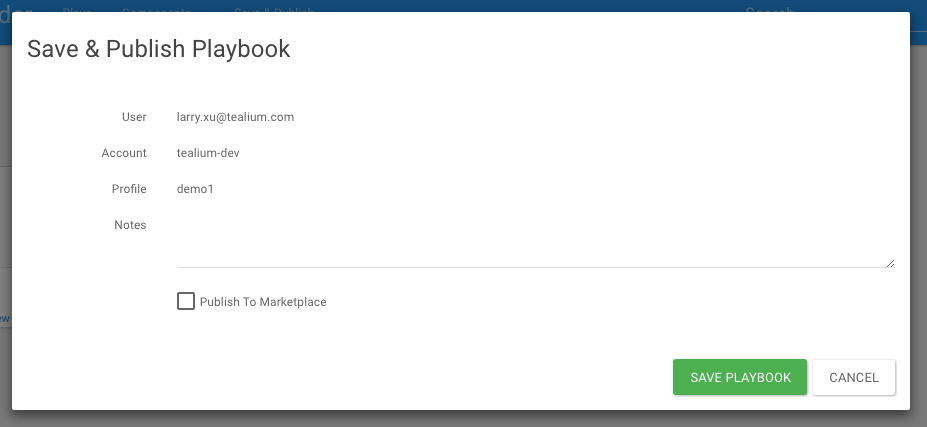 Save & Publish Playbook
User larry.xu@tealium.com
Account tealium-dev
Profile demo1
Notes
Publish To Marketplace
SAVE PLAYBOOK CANCEL